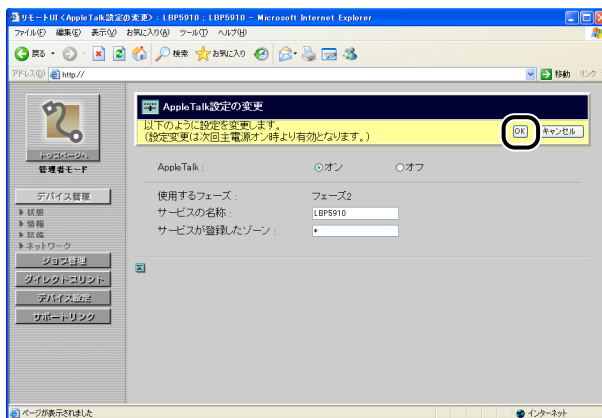 リモートUI <AppleTalk設定の変更> : LBP5910 ; LBP5910 - Microsoft Internet Explorer
ファイル(F) 編集(E) 表示(V) お気に入り(A) ツール(T) ヘルプ(H)
戻る 検索 お気に入り
アドレス(D) http:// 移動 リンク
AppleTalk設定の変更
以下のように設定を変更します。
(設定変更は次回主電源オン時より有効となります。)
OK キャンセル
トップページへ
管理者モード
AppleTalk : オン オフ
デバイス管理
状態
情報
装備
ネットワーク
使用するフェーズ : フェーズ2
サービスの名称 : LBP5910
サービスが登録したゾーン : *
ジョブ管理
ダイレクトプリント
デバイス設定
サポートリンク
ページが表示されました インターネット